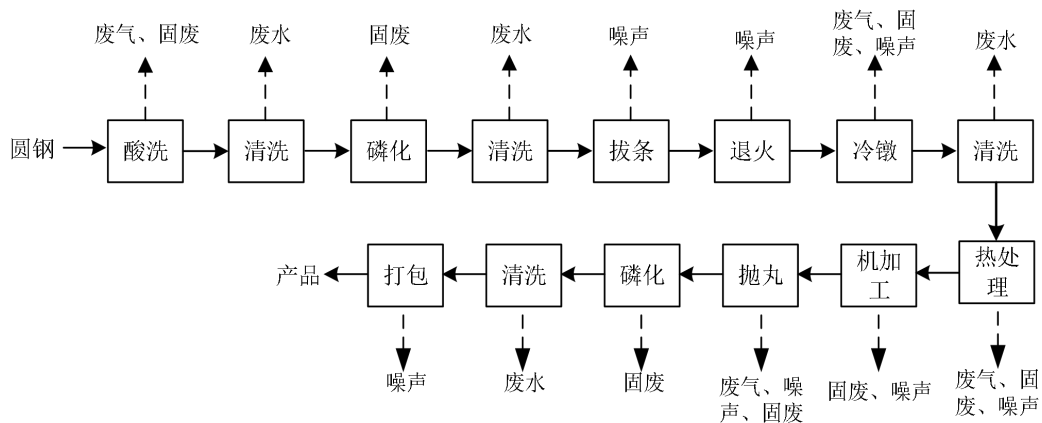 废气、固废
废水
固废
废水
噪声
噪声
废气、固
废、噪声
废水
圆钢
酸洗
清洗
磷化
清洗
拔条
退火
冷镦
清洗
产品
打包
清洗
磷化
抛丸
机加
工
热处
理
噪声
废水
固废
废气、噪
声、固废
固废、噪声
废气、固
废、噪声